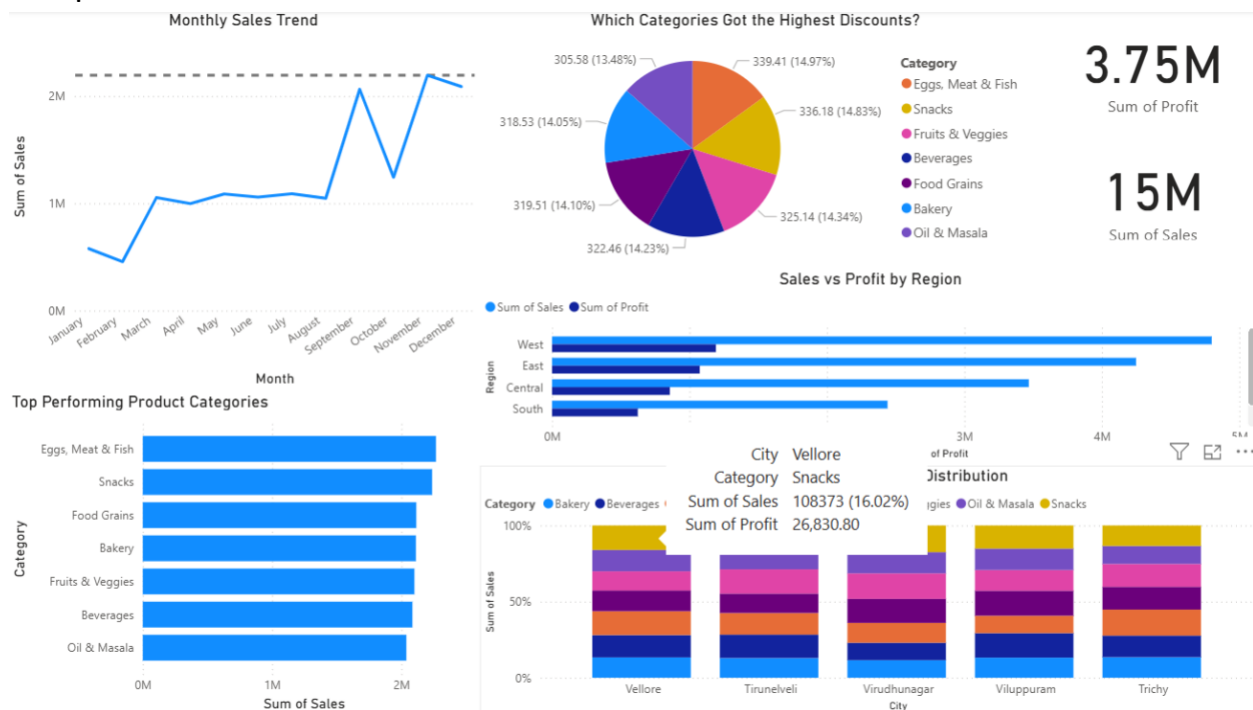 Monthly Sales Trend
2M
1M
0M
Sum of Sales
January
February
March
April
May
June
July
August
September
October
November
December
Month
Which Categories Got the Highest Discounts?
305.58 (13.48%)
339.41 (14.97%)
318.53 (14.05%)
336.18 (14.83%)
319.51 (14.10%)
325.14 (14.34%)
322.46 (14.23%)
Category
Eggs, Meat & Fish
Snacks
Fruits & Veggies
Beverages
Food Grains
Bakery
Oil & Masala
3.75M
Sum of Profit
15M
Sum of Sales
Sales vs Profit by Region
Sum of Sales Sum of Profit
Region
West
East
Central
South
0M 3M 4M
of Profit
Top Performing Product Categories
Category
Eggs, Meat & Fish
Snacks
Food Grains
Bakery
Fruits & Veggies
Beverages
Oil & Masala
0M 1M 2M
Sum of Sales
City Vellore
Category Snacks
Sum of Sales 108373 (16.02%)
Sum of Profit 26,830.80
Distribution
Category Bakery Beverages ggies Oil & Masala Snacks
100%
50%
0%
Sum of Sales
Vellore Tirunelveli Virudhunagar Viluppuram Trichy
City